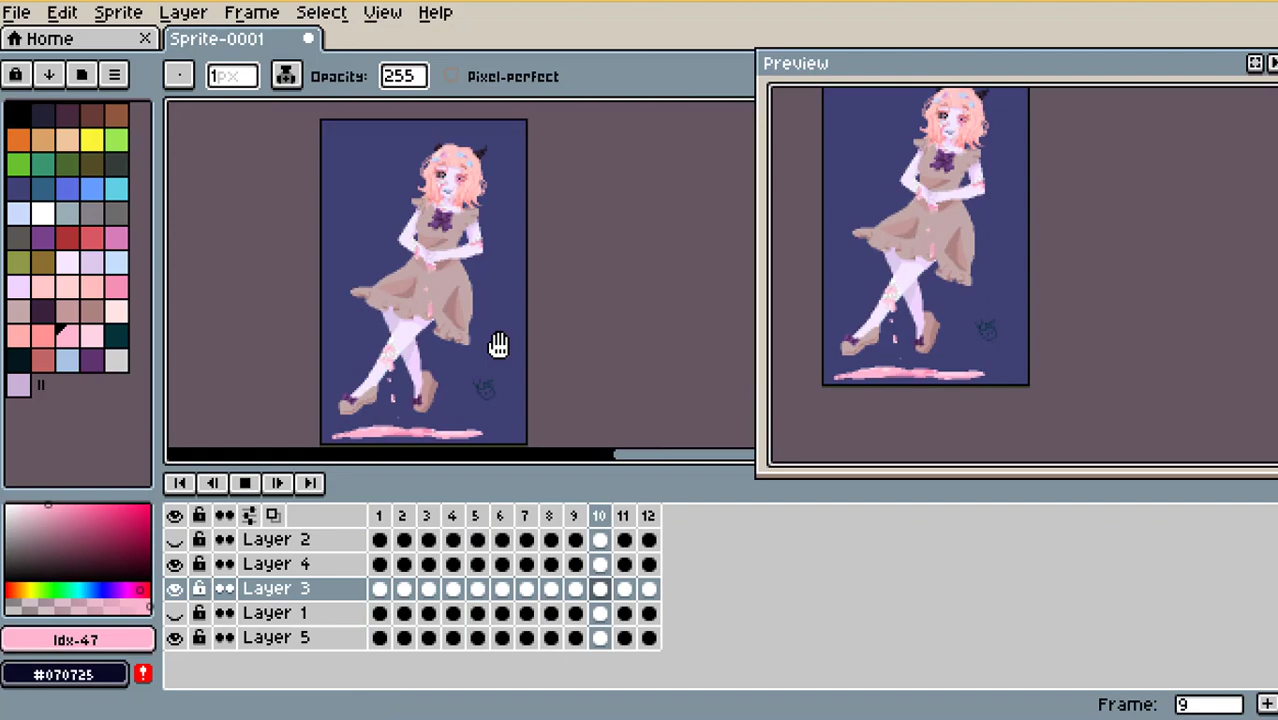 File Edit Sprite Layer Frame Select View Help
Home
Sprite-0001
1px
Opacity: 255
Pixel-perfect
Preview
1 2 3 4 5 6 7 8 9 10 11 12
Layer 2
Layer 4
Layer 3
Layer 1
Layer 5
Idx-47
#070725
Frame: 9